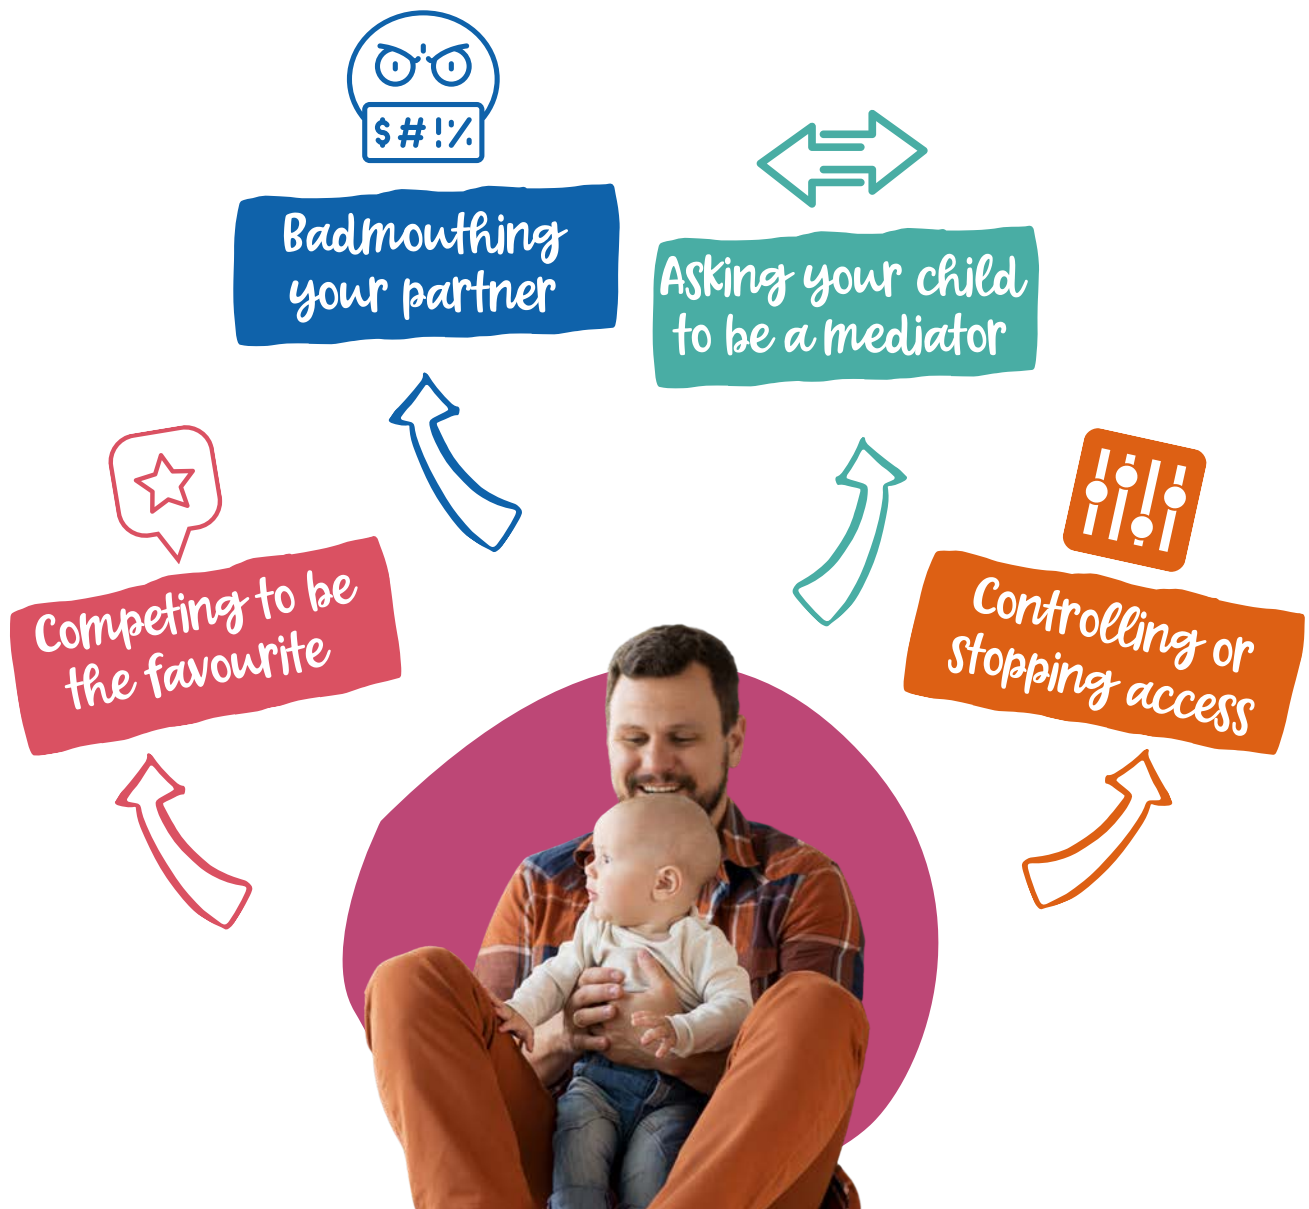 $#!%
Badmouthing
your partner
Asking your child
to be a mediator
Competing to be
the favourite
Controlling or
stopping access